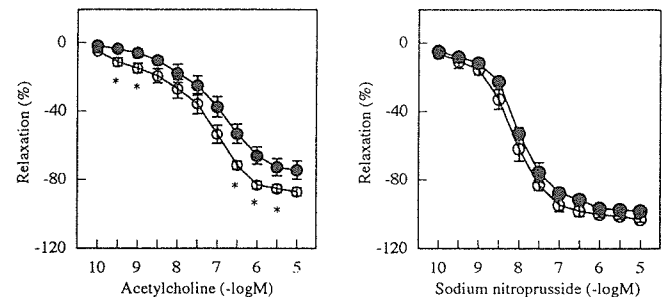 0
-40
-80
-120
Relaxation (%)
* *
* * *
10 9 8 7 6 5
Acetylcholine (-logM)
0
-40
-80
-120
Relaxation (%)
10 9 8 7 6 5
Sodium nitroprusside (-logM)